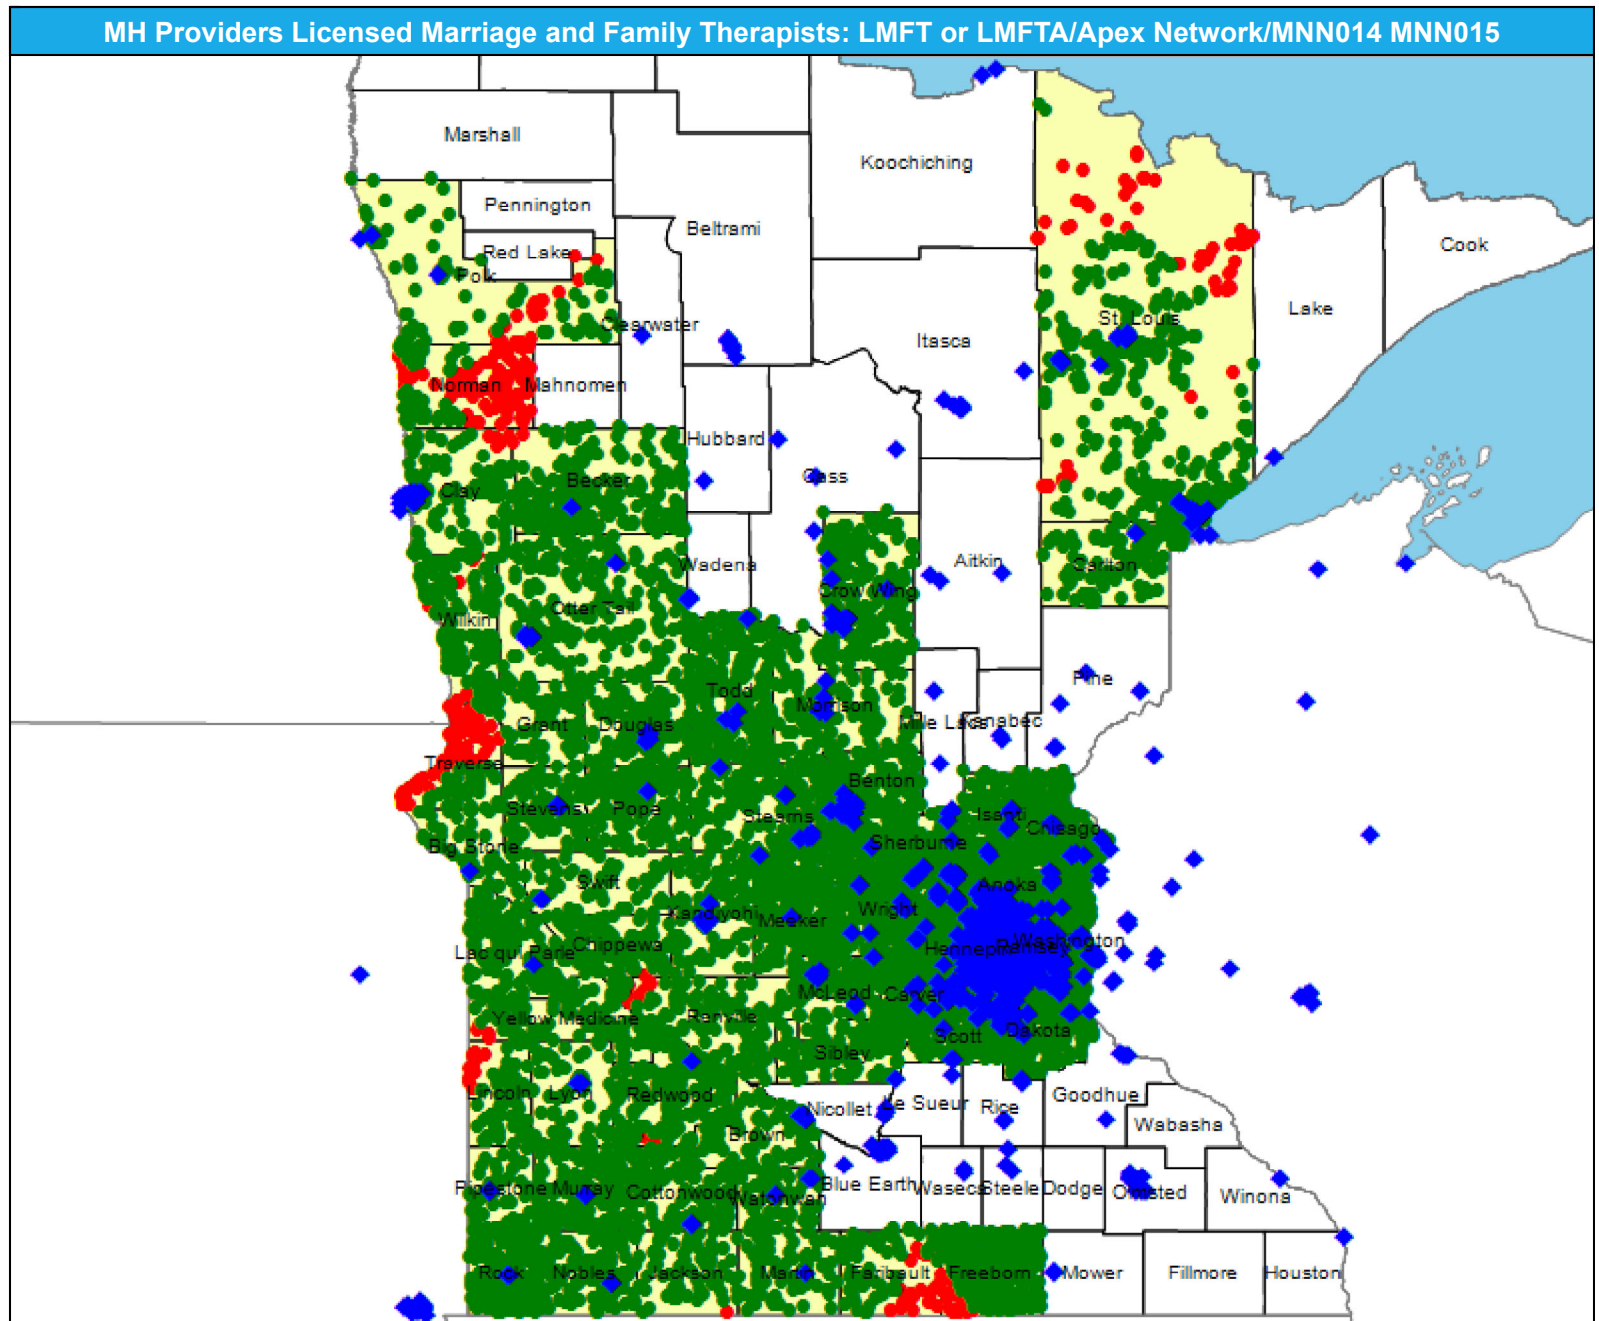 MH Providers Licensed Marriage and Family Therapists: LMFT or LMFTA/Apex Network/MNN014 MNN015
Marshall
Koochiching
Pennington
Beltrami
Red Lake
Cook
Polk
Lake
Clearwater
St. Louis
Itasca
Norman
Mahnomen
Hubbard
Cass
Becker
Clay
Aitkin
Wadena
Carlton
Crow Wing
Otter Tail
Wilkin
Pine
Todd
Morrison
Grant
Douglas
Mille Lacs
Kanabec
Traverse
Benton
Stevens
Pope
Stearns
Isanti
Chisago
Big Stone
Sherburne
Swift
Anoka
Kandiyohi
Meeker
Wright
Lac qui Parle
Chippewa
Hennepin
Ramsey
Washington
McLeod
Carver
Yellow Medicine
Renville
Scott
Dakota
Sibley
Lincoln
Lyon
Redwood
Nicollet
Le Sueur
Rice
Goodhue
Wabasha
Brown
Pipestone
Murray
Cottonwood
Watonwan
Blue Earth
Waseca
Steele
Dodge
Olmsted
Winona
Rock
Nobles
Jackson
Martin
Faribault
Freeborn
Mower
Fillmore
Houston